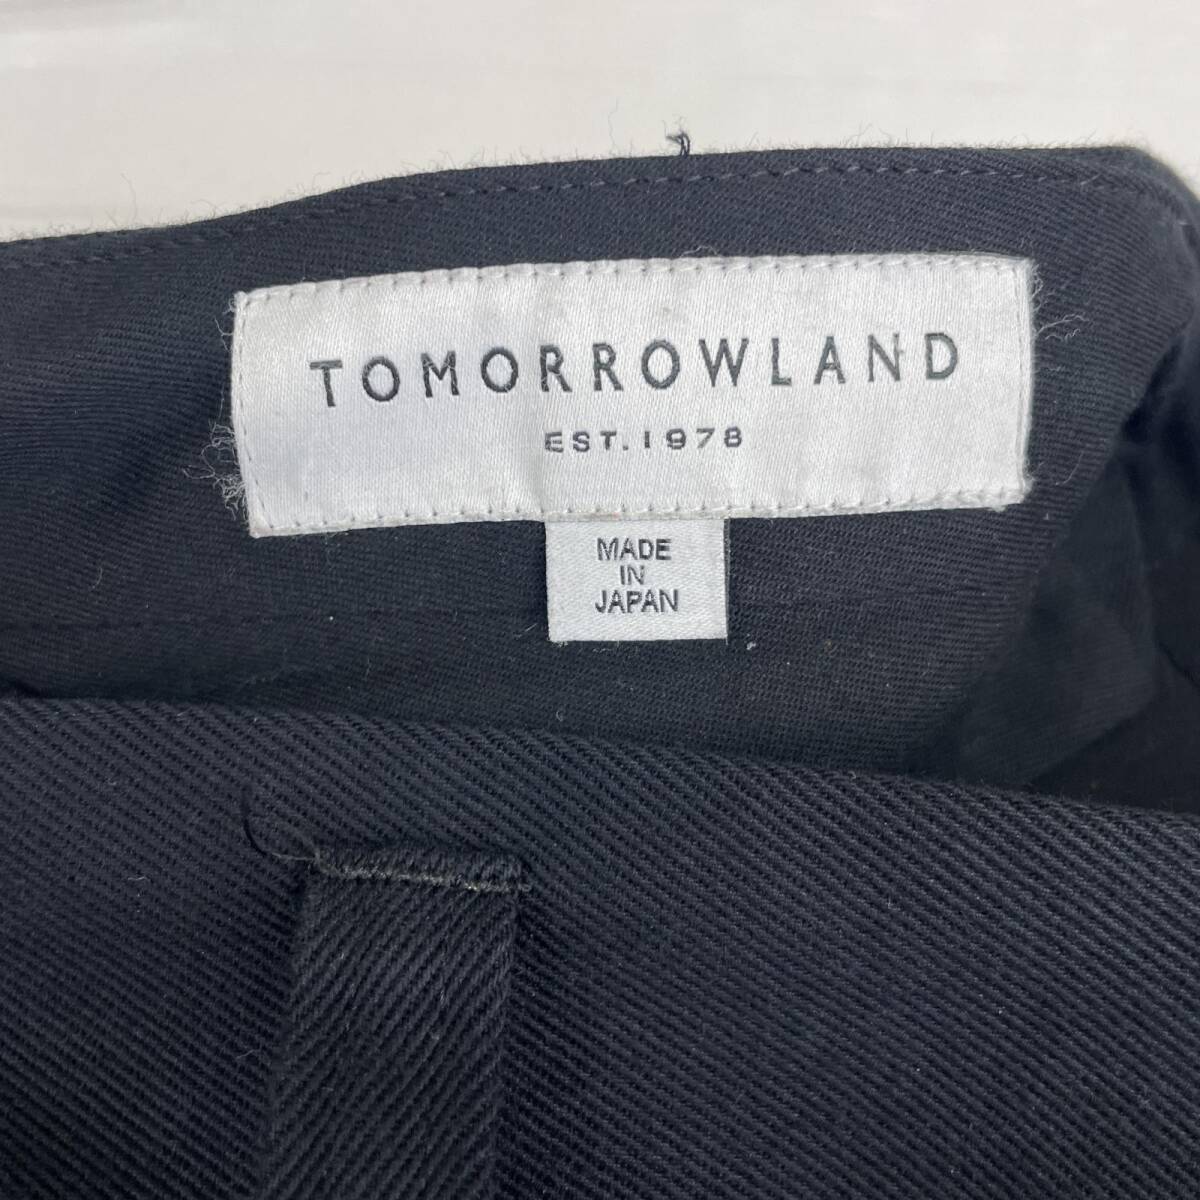 TOMORROWLAND
EST. 1978
MADE
IN
JAPAN